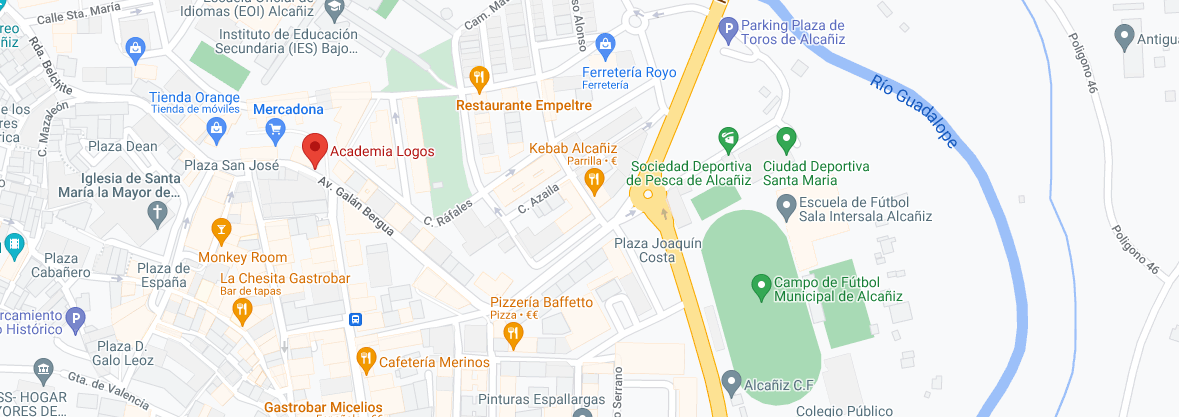 Escuela Oficial de
Idiomas (EOI) Alcañiz
Calle Sta. María
Instituto de Educación
Secundaria (IES) Bajo...
Rda. Belchite
C. Mazaleón
Tienda Orange
Tienda de móviles
Mercadona
Plaza Dean
Plaza San José
Academia Logos
Iglesia de Santa
María la Mayor de...
Av. Galán Bergua
Monkey Room
Plaza
Cabañero
Plaza de
España
La Chesita Gastrobar
Bar de tapas
Plaza D.
Galo Leoz
Gta. de Valencia
Cafetería Merinos
Gastrobar Micelios
Pizzería Baffetto
Pizza • €€
Pinturas Espallargas
Restaurante Empeltre
Ferretería Royo
Ferretería
Kebab Alcañiz
Parrilla • €
C. Ráfales
C. Azaila
Plaza Joaquín
Costa
Parking Plaza de
Toros de Alcañiz
Río Guadalope
Sociedad Deportiva
de Pesca de Alcañiz
Ciudad Deportiva
Santa Maria
Escuela de Fútbol
Sala Intersala Alcañiz
Campo de Fútbol
Municipal de Alcañiz
Alcañiz C.F
Colegio Público
Polígono 46
Polígono 46